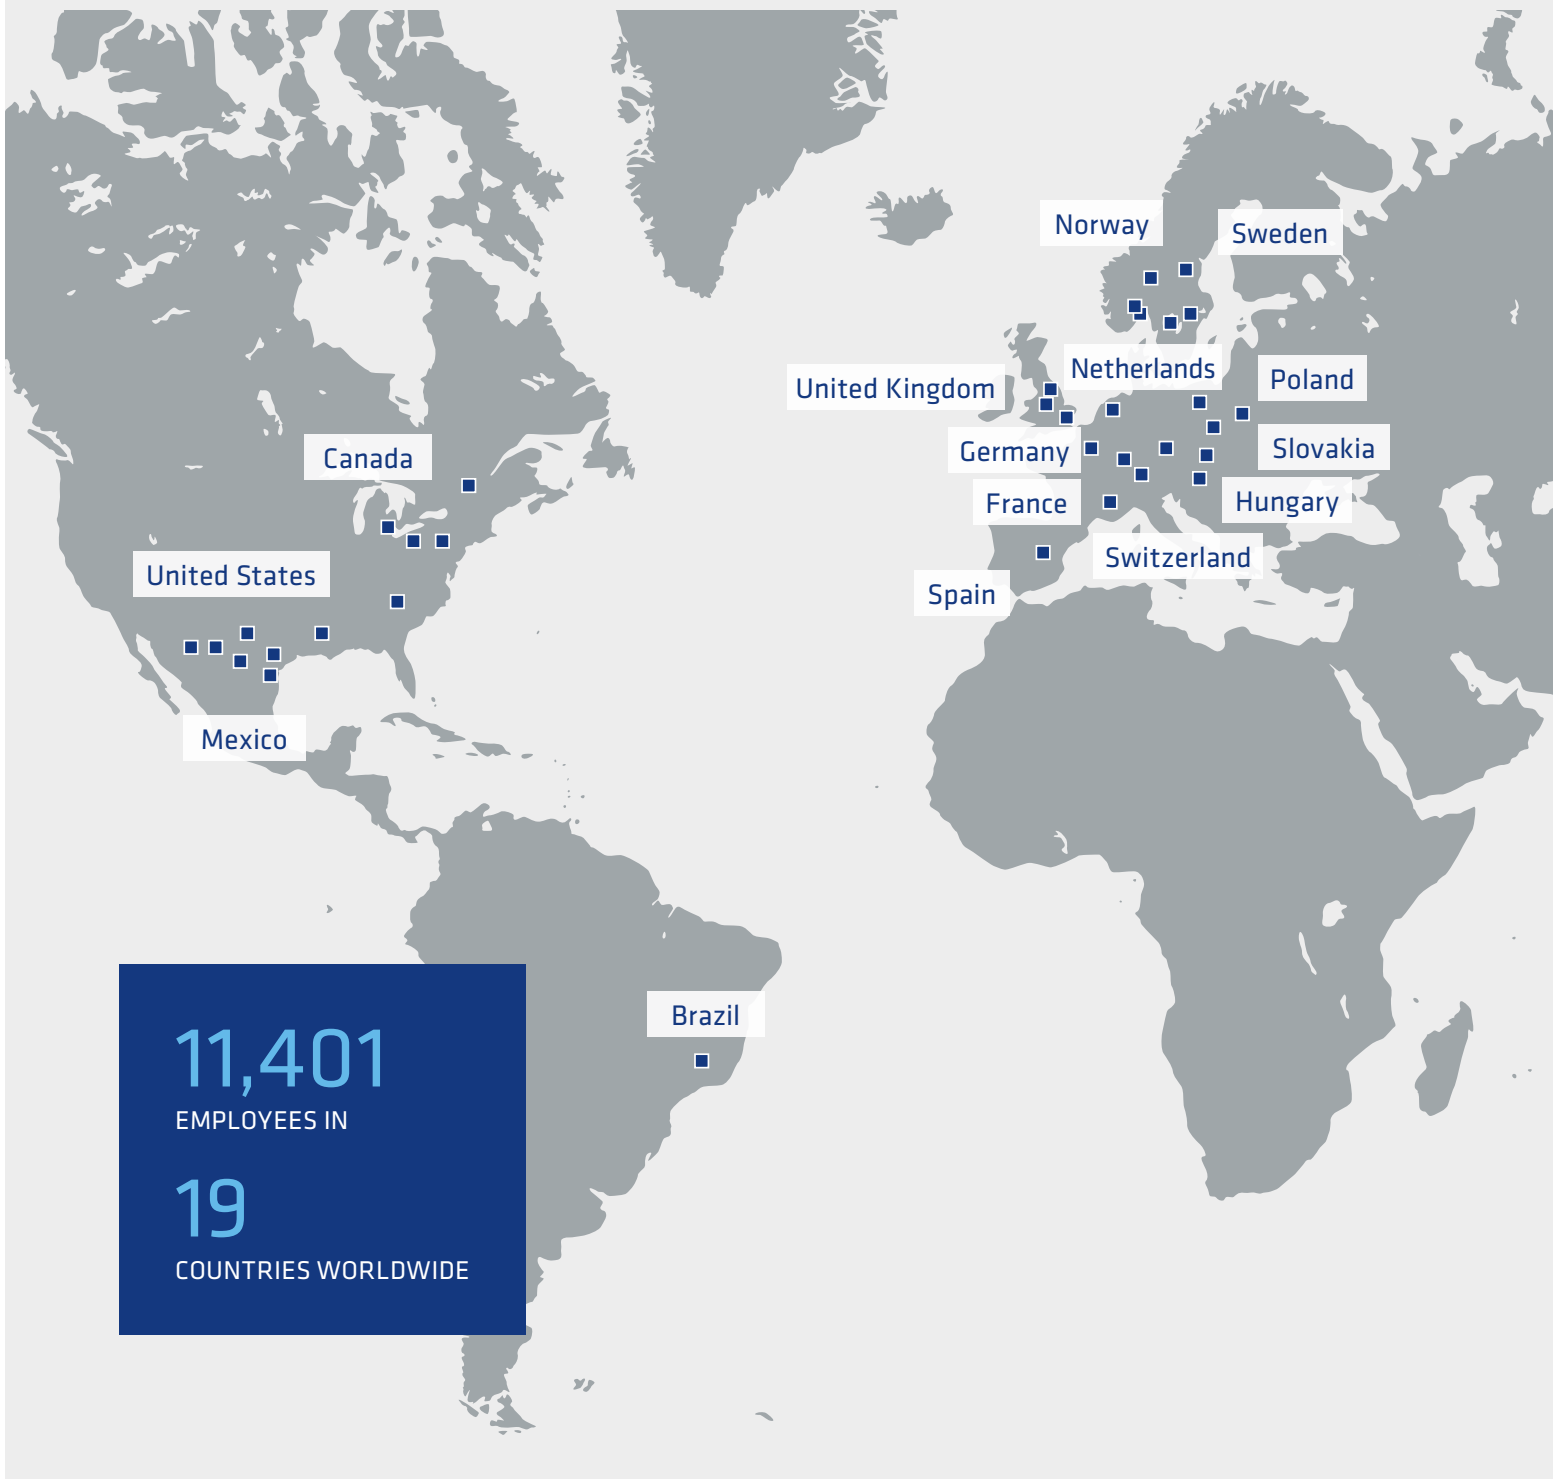 Norway
Sweden
Netherlands
United Kingdom
Poland
Germany
Slovakia
Canada
France
Hungary
Switzerland
United States
Spain
Mexico
Brazil
11,401
EMPLOYEES IN
19
COUNTRIES WORLDWIDE